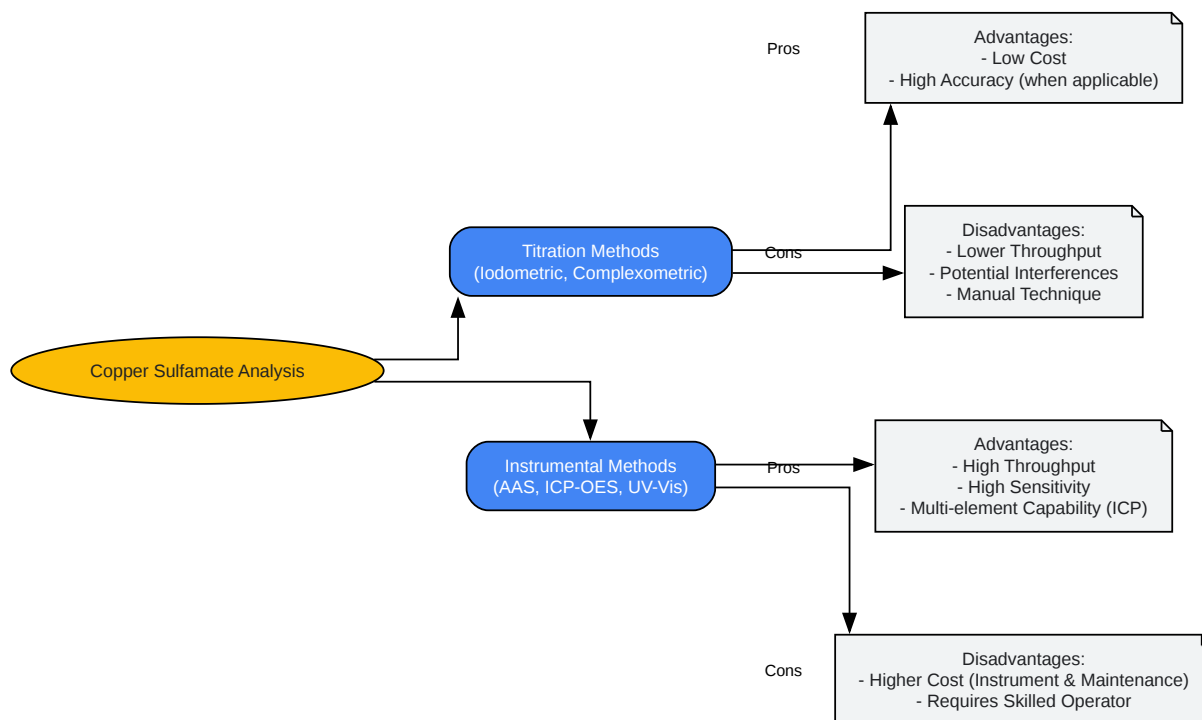 Pros
Advantages:
- Low Cost
- High Accuracy (when applicable)
Titration Methods
(Iodometric, Complexometric)
Cons
Disadvantages:
- Lower Throughput
- Potential Interferences
- Manual Technique
Copper Sulfamate Analysis
Instrumental Methods
(AAS, ICP-OES, UV-Vis)
Pros
Advantages:
- High Throughput
- High Sensitivity
- Multi-element Capability (ICP)
Cons
Disadvantages:
- Higher Cost (Instrument & Maintenance)
- Requires Skilled Operator